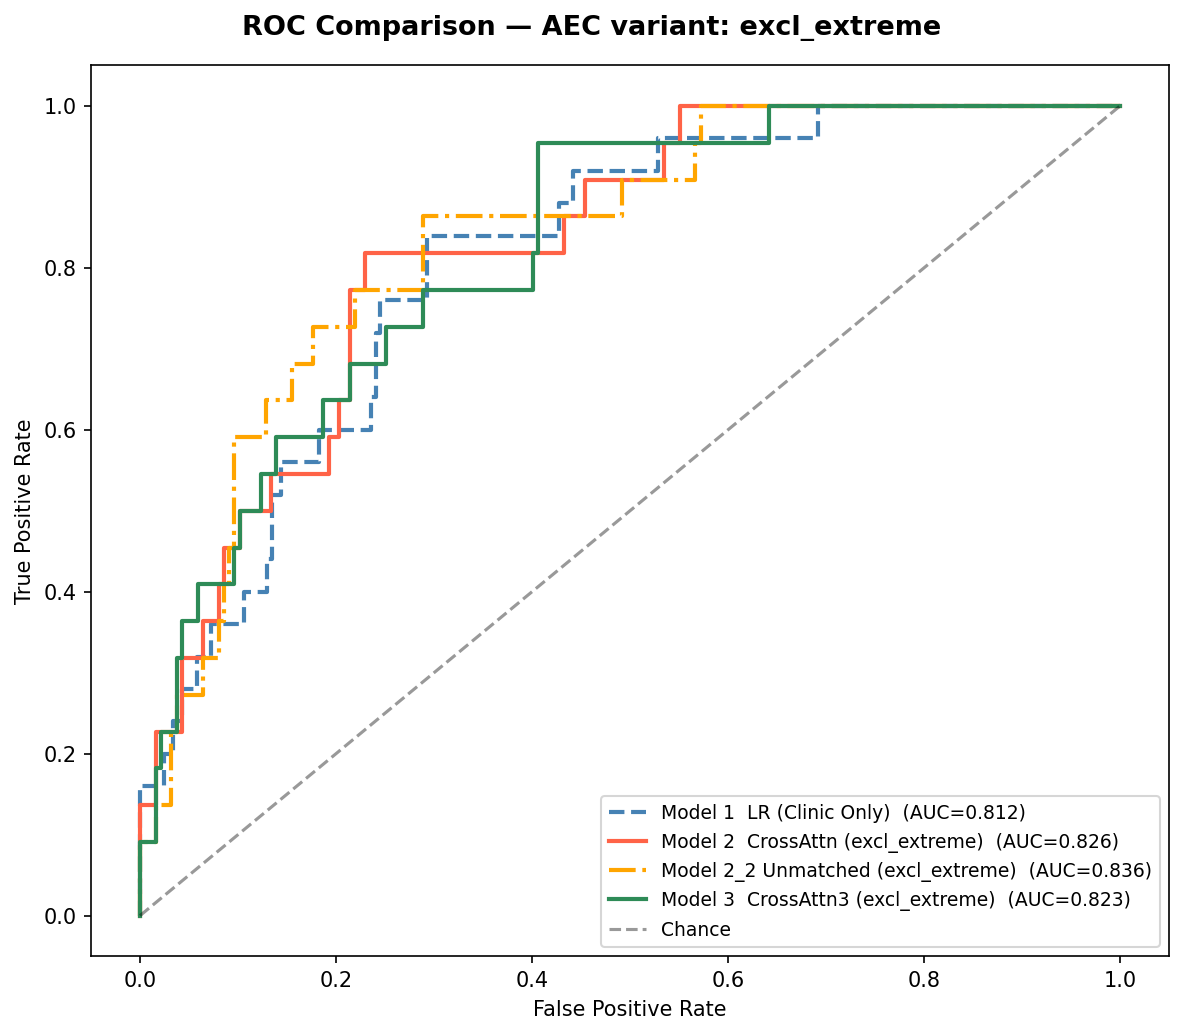 ROC Comparison — AEC variant: excl_extreme
True Positive Rate
1.0
0.8
0.6
0.4
0.2
0.0
Model 1  LR (Clinic Only)  (AUC=0.812)
Model 2  CrossAttn (excl_extreme)  (AUC=0.826)
Model 2_2 Unmatched (excl_extreme)  (AUC=0.836)
Model 3  CrossAttn3 (excl_extreme)  (AUC=0.823)
Chance
0.0 0.2 0.4 0.6 0.8 1.0
False Positive Rate